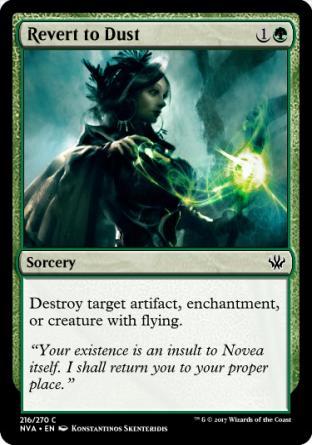 Revert to Dust 1
Sorcery
Destroy target artifact, enchantment,
or creature with flying.
“Your existence is an insult to Novea
itself. I shall return you to your proper
place.”
216/270 C
NVA • EN KONSTANTINOS SKENTERIDIS
™ & © 2017 Wizards of the Coast